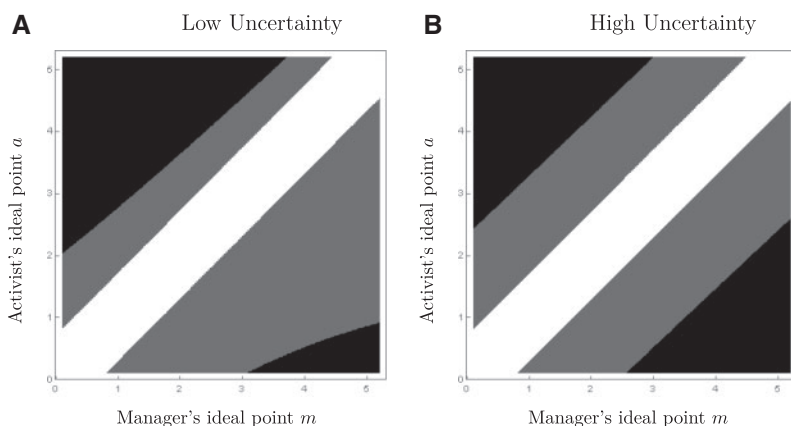 A
Low Uncertainty
Activist's ideal point a
5
4
3
2
1
0
0 1 2 3 4 5
Manager's ideal point m
B
High Uncertainty
Activist's ideal point a
5
4
3
2
1
0
0 1 2 3 4 5
Manager's ideal point m